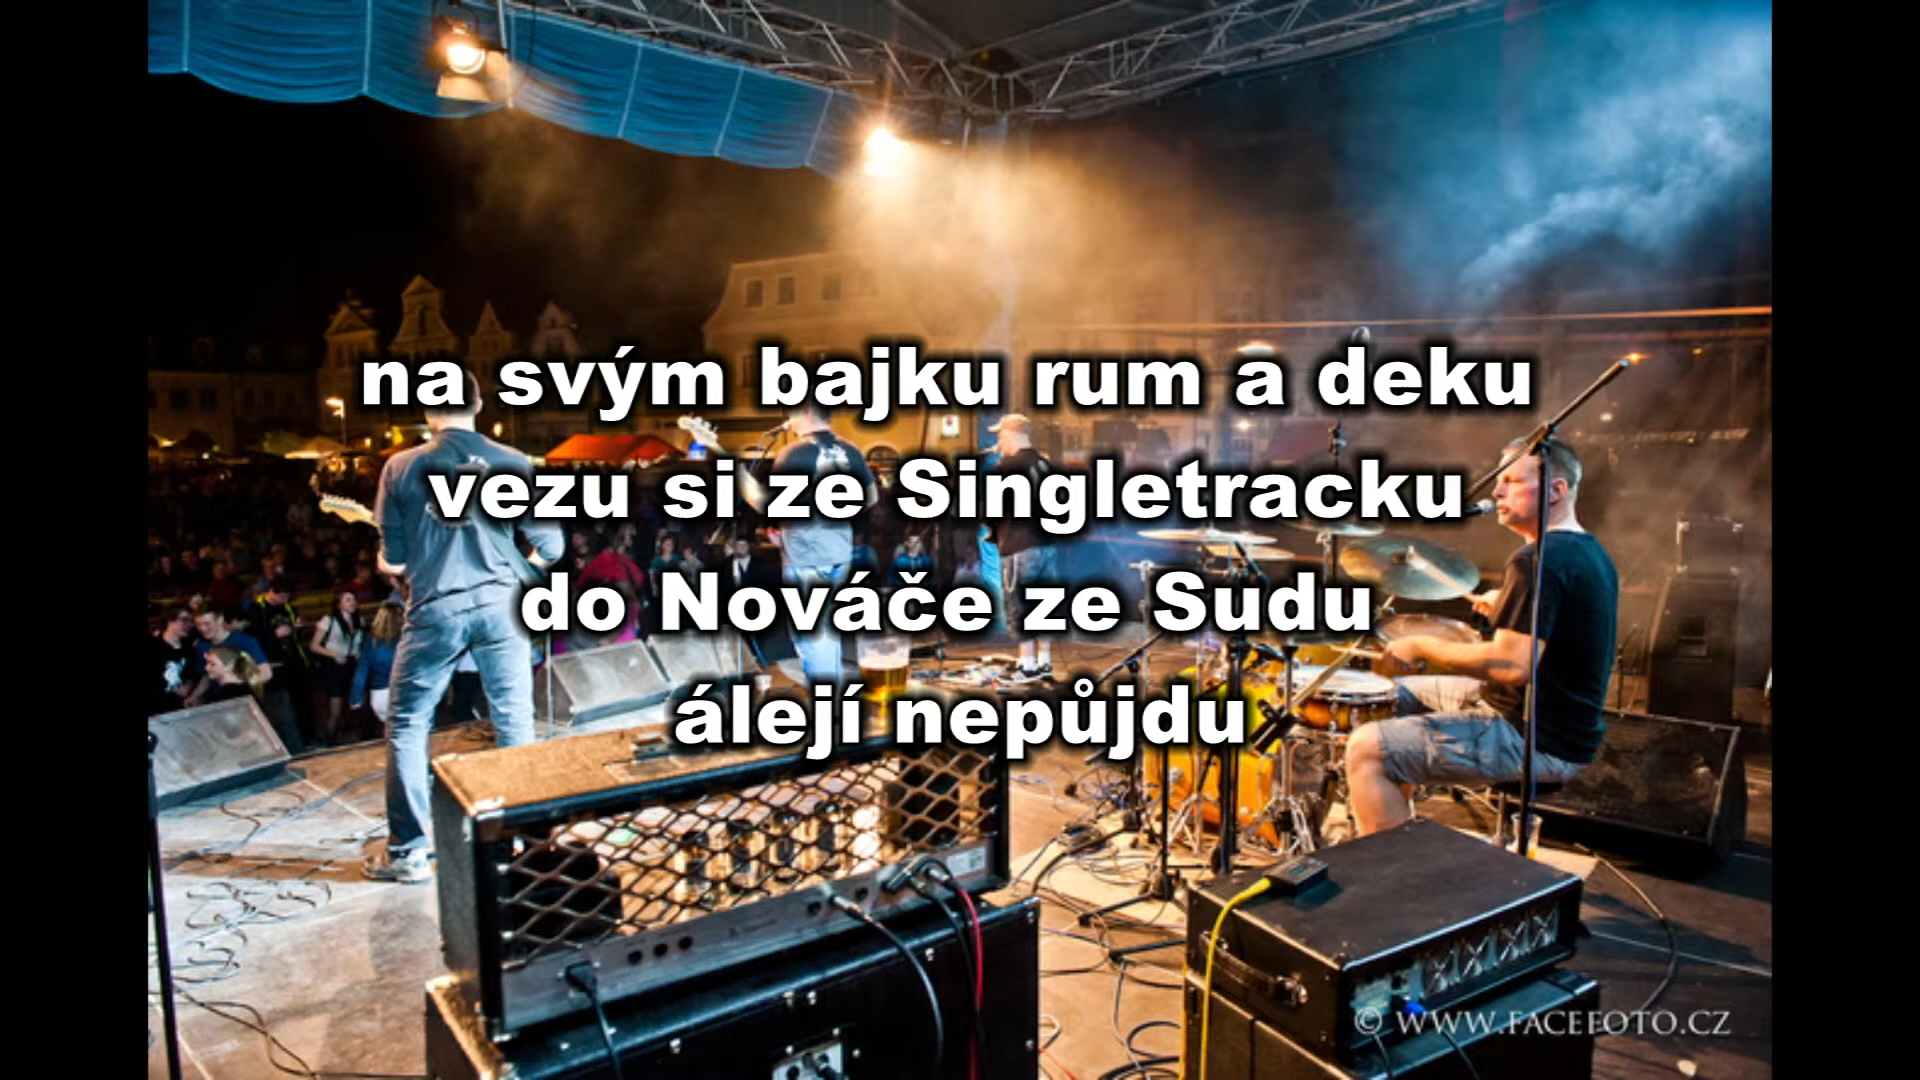 na svým bajku rum a deku
vezu si ze Singletracku
do Nováče ze Sudu
álejí nepůjdu
© WWW.FACEFOTO.CZ